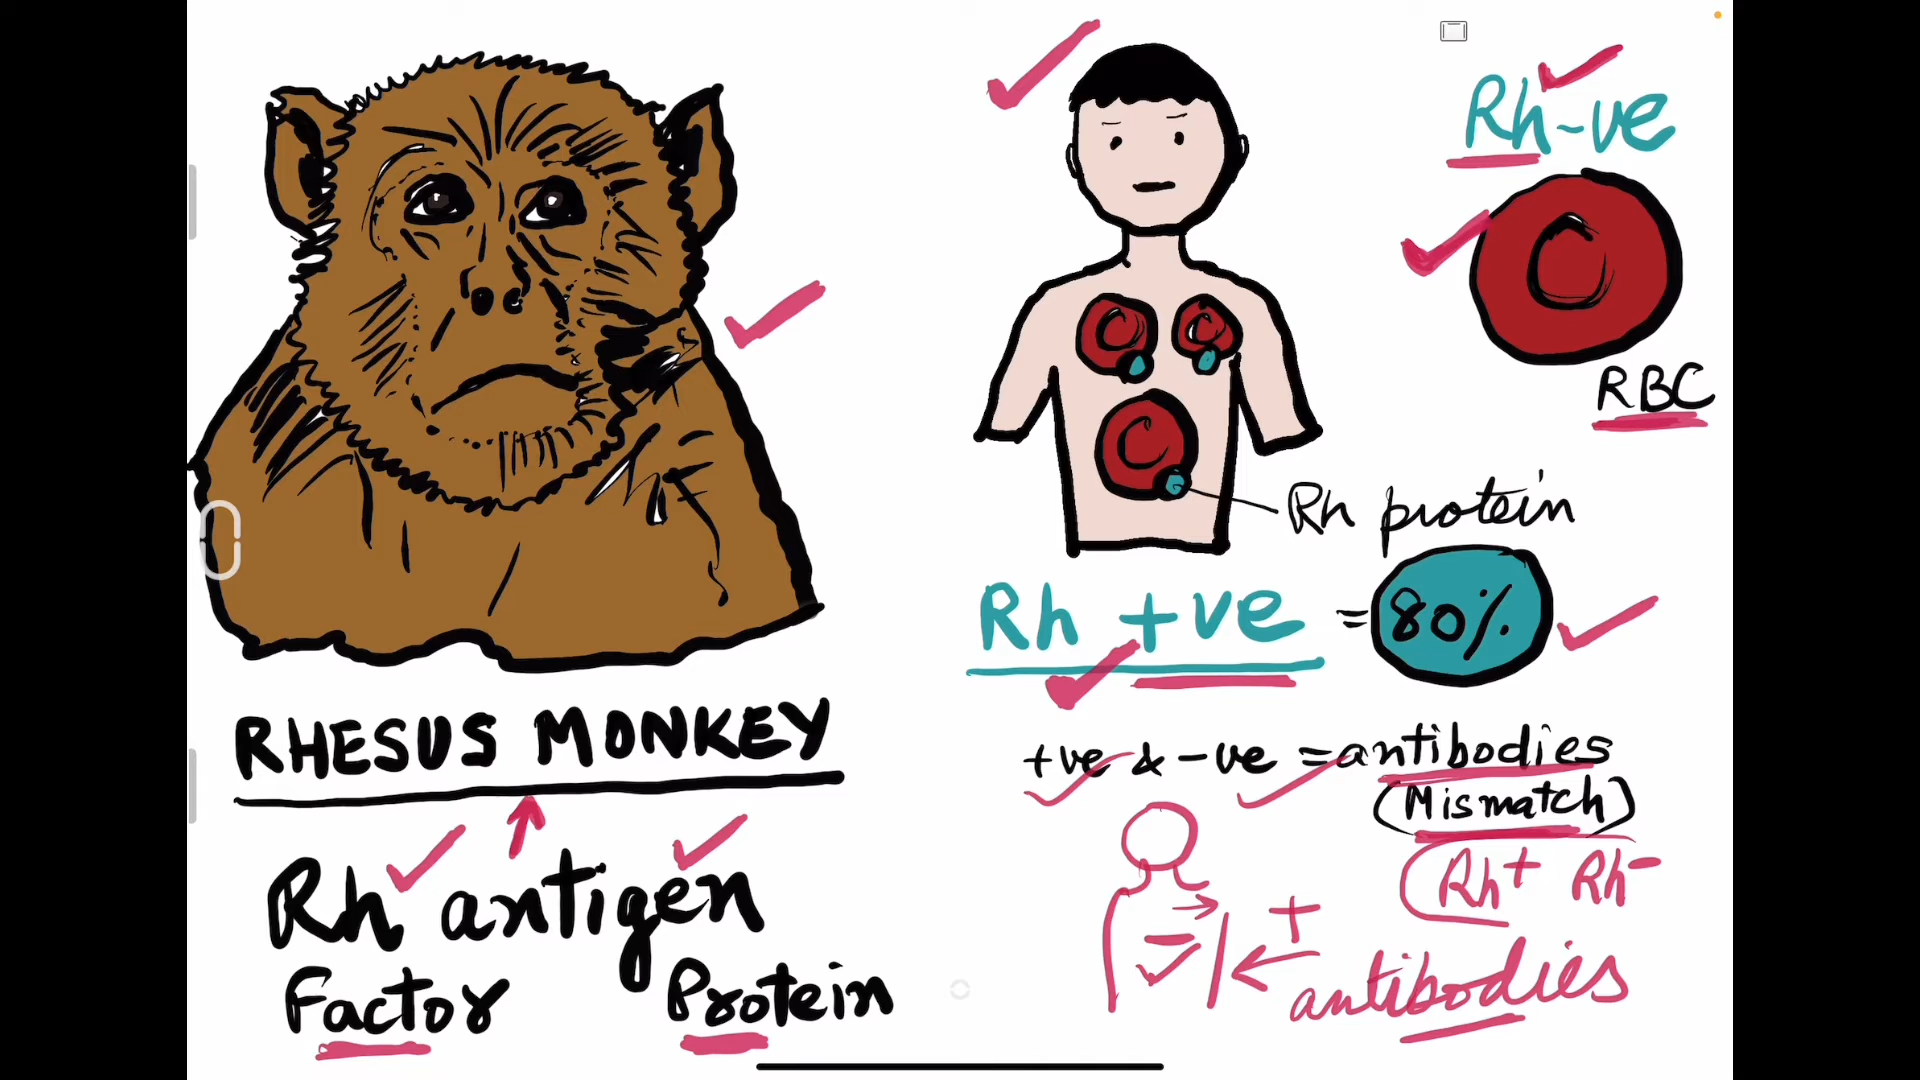 RHESUS MONKEY
Rh antigen
Factor Protein
Rh-ve
RBC
Rh protein
Rh +ve = 80%
+ve & -ve = antibodies
(Mismatch)
(Rh+ Rh-
- +
antibodies